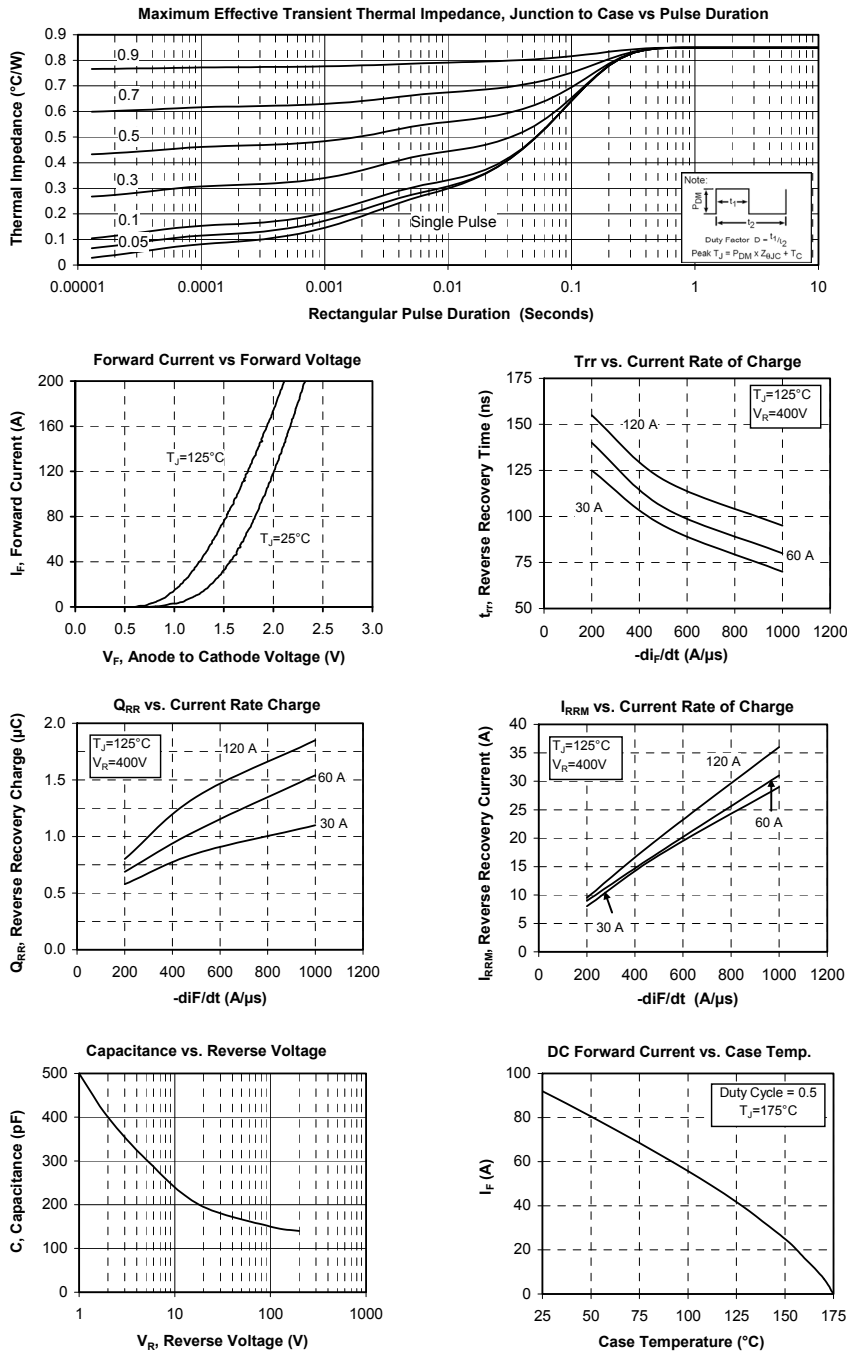 Maximum Effective Transient Thermal Impedance, Junction to Case vs Pulse Duration
Thermal Impedance (°C/W)
0.9
0.8
0.7
0.6
0.5
0.4
0.3
0.2
0.1
0
0.9
0.7
0.5
0.3
0.1
0.05
Single Pulse
Note:
PDM
t1
t2
Duty Factor D = t1/t2
Peak TJ = PDM x ZθJC + TC
0.00001
0.0001
0.001
0.01
0.1
1
10
Rectangular Pulse Duration (Seconds)
Forward Current vs Forward Voltage
IF, Forward Current (A)
200
160
120
80
40
0
TJ=125°C
TJ=25°C
0.0
0.5
1.0
1.5
2.0
2.5
3.0
VF, Anode to Cathode Voltage (V)
Trr vs. Current Rate of Charge
trr, Reverse Recovery Time (ns)
175
150
125
100
75
50
TJ=125°C
VR=400V
120 A
30 A
60 A
0
200
400
600
800
1000
1200
-diF/dt (A/µs)
QRR vs. Current Rate Charge
QRR, Reverse Recovery Charge (µC)
2.0
1.5
1.0
0.5
0.0
TJ=125°C
VR=400V
120 A
60 A
30 A
0
200
400
600
800
1000
1200
-diF/dt (A/µs)
IRRM vs. Current Rate of Charge
IRRM, Reverse Recovery Current (A)
40
35
30
25
20
15
10
5
0
TJ=125°C
VR=400V
120 A
60 A
30 A
0
200
400
600
800
1000
1200
-diF/dt (A/µs)
Capacitance vs. Reverse Voltage
C, Capacitance (pF)
500
400
300
200
100
0
1
10
100
1000
VR, Reverse Voltage (V)
DC Forward Current vs. Case Temp.
IF (A)
100
80
60
40
20
0
Duty Cycle = 0.5
TJ=175°C
25
50
75
100
125
150
175
Case Temperature (°C)